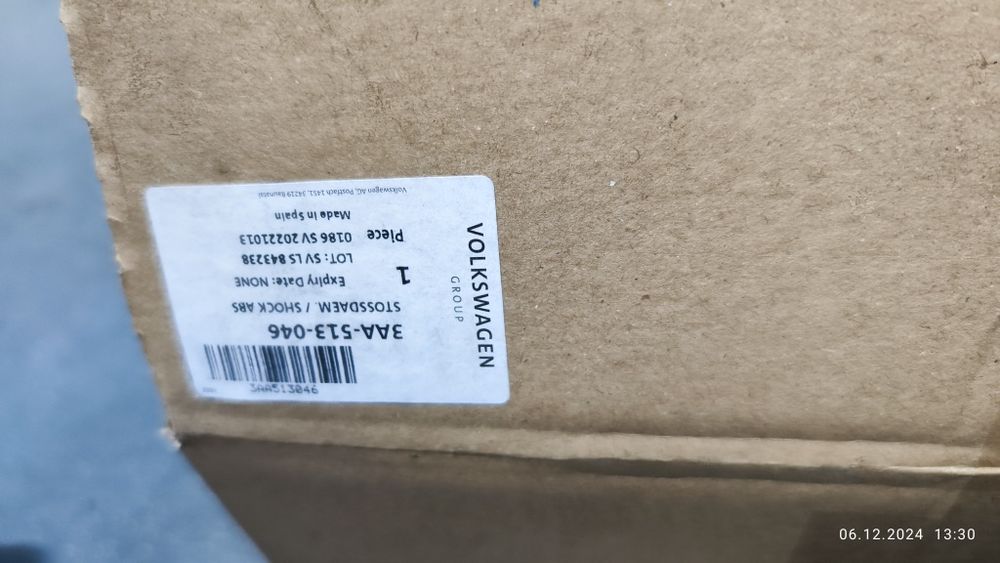 3AA513046
3AA-513-046
STOSSDAEM. / SHOCK ABS
1 Expiry Date: NONE
LOT: SV LS 843238
Piece 0186 SV 20221013
Made in Spain
Volkswagen AG, Postfach 1451, 34219 Baunatal
VOLKSWAGEN
GROUP
06.12.2024 13:30